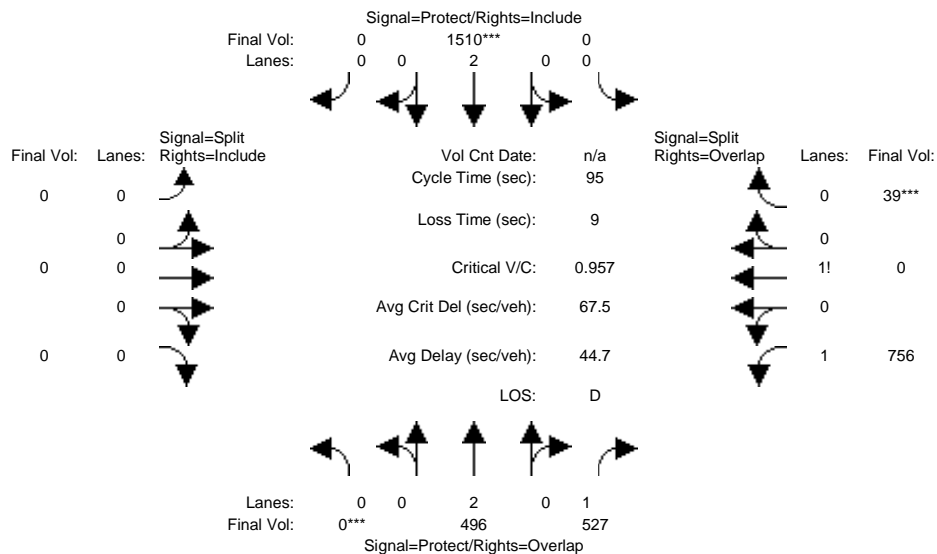 Signal=Protect/Rights=Include
Final Vol: 0 1510*** 0
Lanes: 0 0 2 0 0
Signal=Split Signal=Split
Final Vol: Lanes: Rights=Include Vol Cnt Date: n/a Rights=Overlap Lanes: Final Vol:
Cycle Time (sec): 95
0 0 0 39***
Loss Time (sec): 9
0 0
0 0 Critical V/C: 0.957 1! 0
0 Avg Crit Del (sec/veh): 67.5 0
0 0 Avg Delay (sec/veh): 44.7 1 756
LOS: D
Lanes: 0 0 2 0 1
Final Vol: 0*** 496 527
Signal=Protect/Rights=Overlap